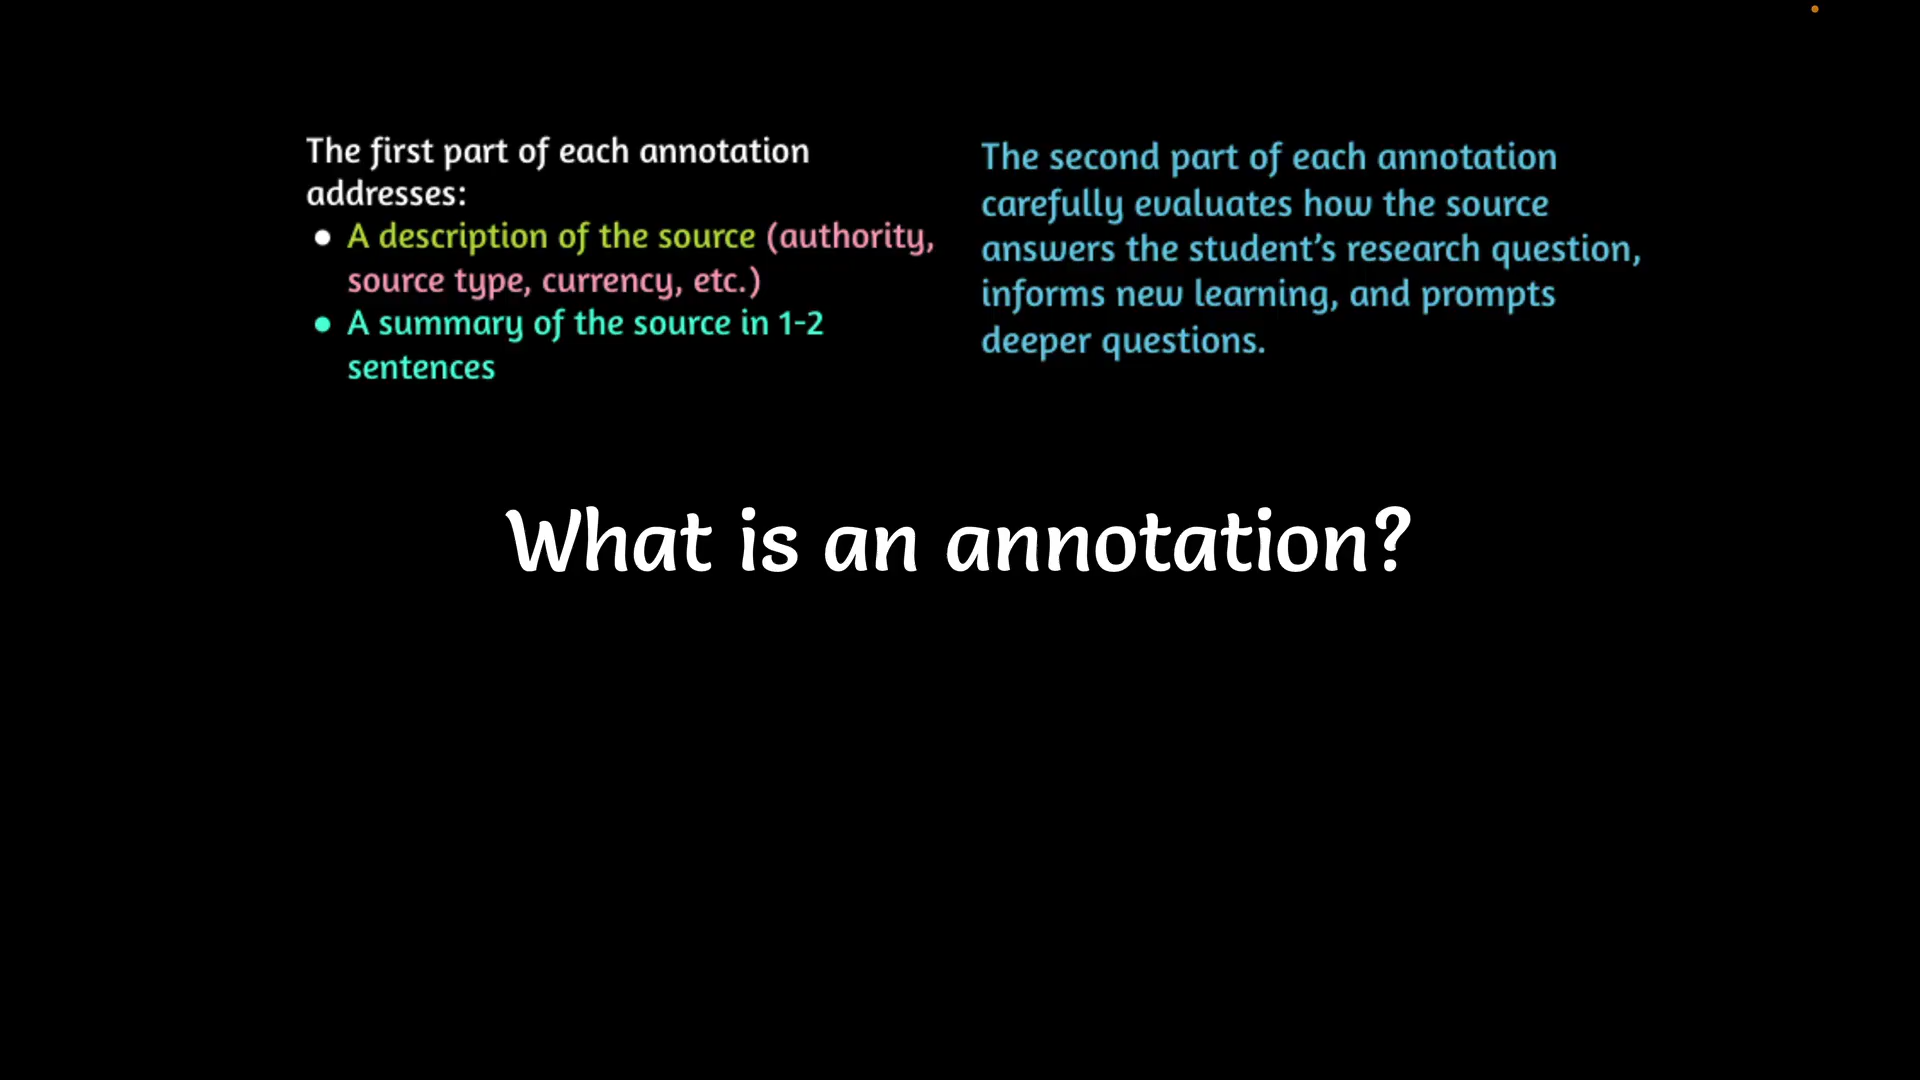 The first part of each annotation
addresses:
● A description of the source (authority,
source type, currency, etc.)
● A summary of the source in 1-2
sentences
The second part of each annotation
carefully evaluates how the source
answers the student’s research question,
informs new learning, and prompts
deeper questions.
What is an annotation?